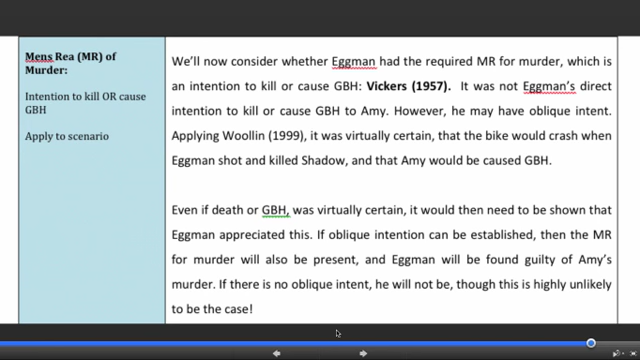 Mens Rea (MR) of
Murder:
Intention to kill OR cause
GBH
Apply to scenario
We'll now consider whether Eggman had the required MR for murder, which is
an intention to kill or cause GBH: Vickers (1957). It was not Eggman's direct
intention to kill or cause GBH to Amy. However, he may have oblique intent.
Applying Woollin (1999), it was virtually certain, that the bike would crash when
Eggman shot and killed Shadow, and that Amy would be caused GBH.
Even if death or GBH, was virtually certain, it would then need to be shown that
Eggman appreciated this. If oblique intention can be established, then the MR
for murder will also be present, and Eggman will be found guilty of Amy's
murder. If there is no oblique intent, he will not be, though this is highly unlikely
to be the case!